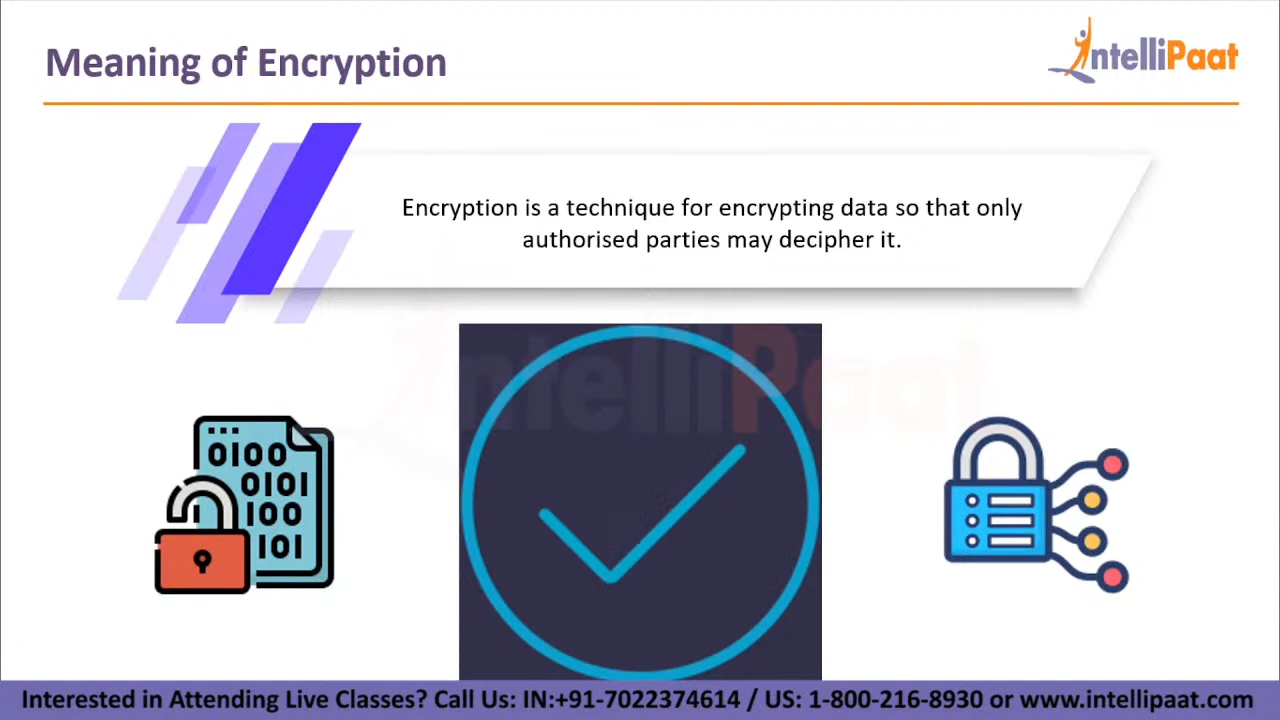 Meaning of Encryption
IntelliPaat
Encryption is a technique for encrypting data so that only
authorised parties may decipher it.
IntelliPaat
0100
0101
100
101
Interested in Attending Live Classes? Call Us: IN:+91-7022374614 / US: 1-800-216-8930 or www.intellipaat.com